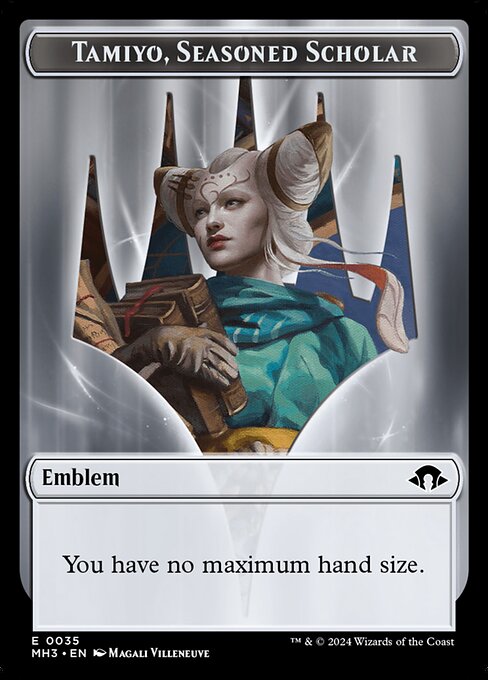 TAMIYO, SEASONED SCHOLAR
Emblem
You have no maximum hand size.
E 0035
MH3 • EN MAGALI VILLENEUVE
™ & © 2024 Wizards of the Coast